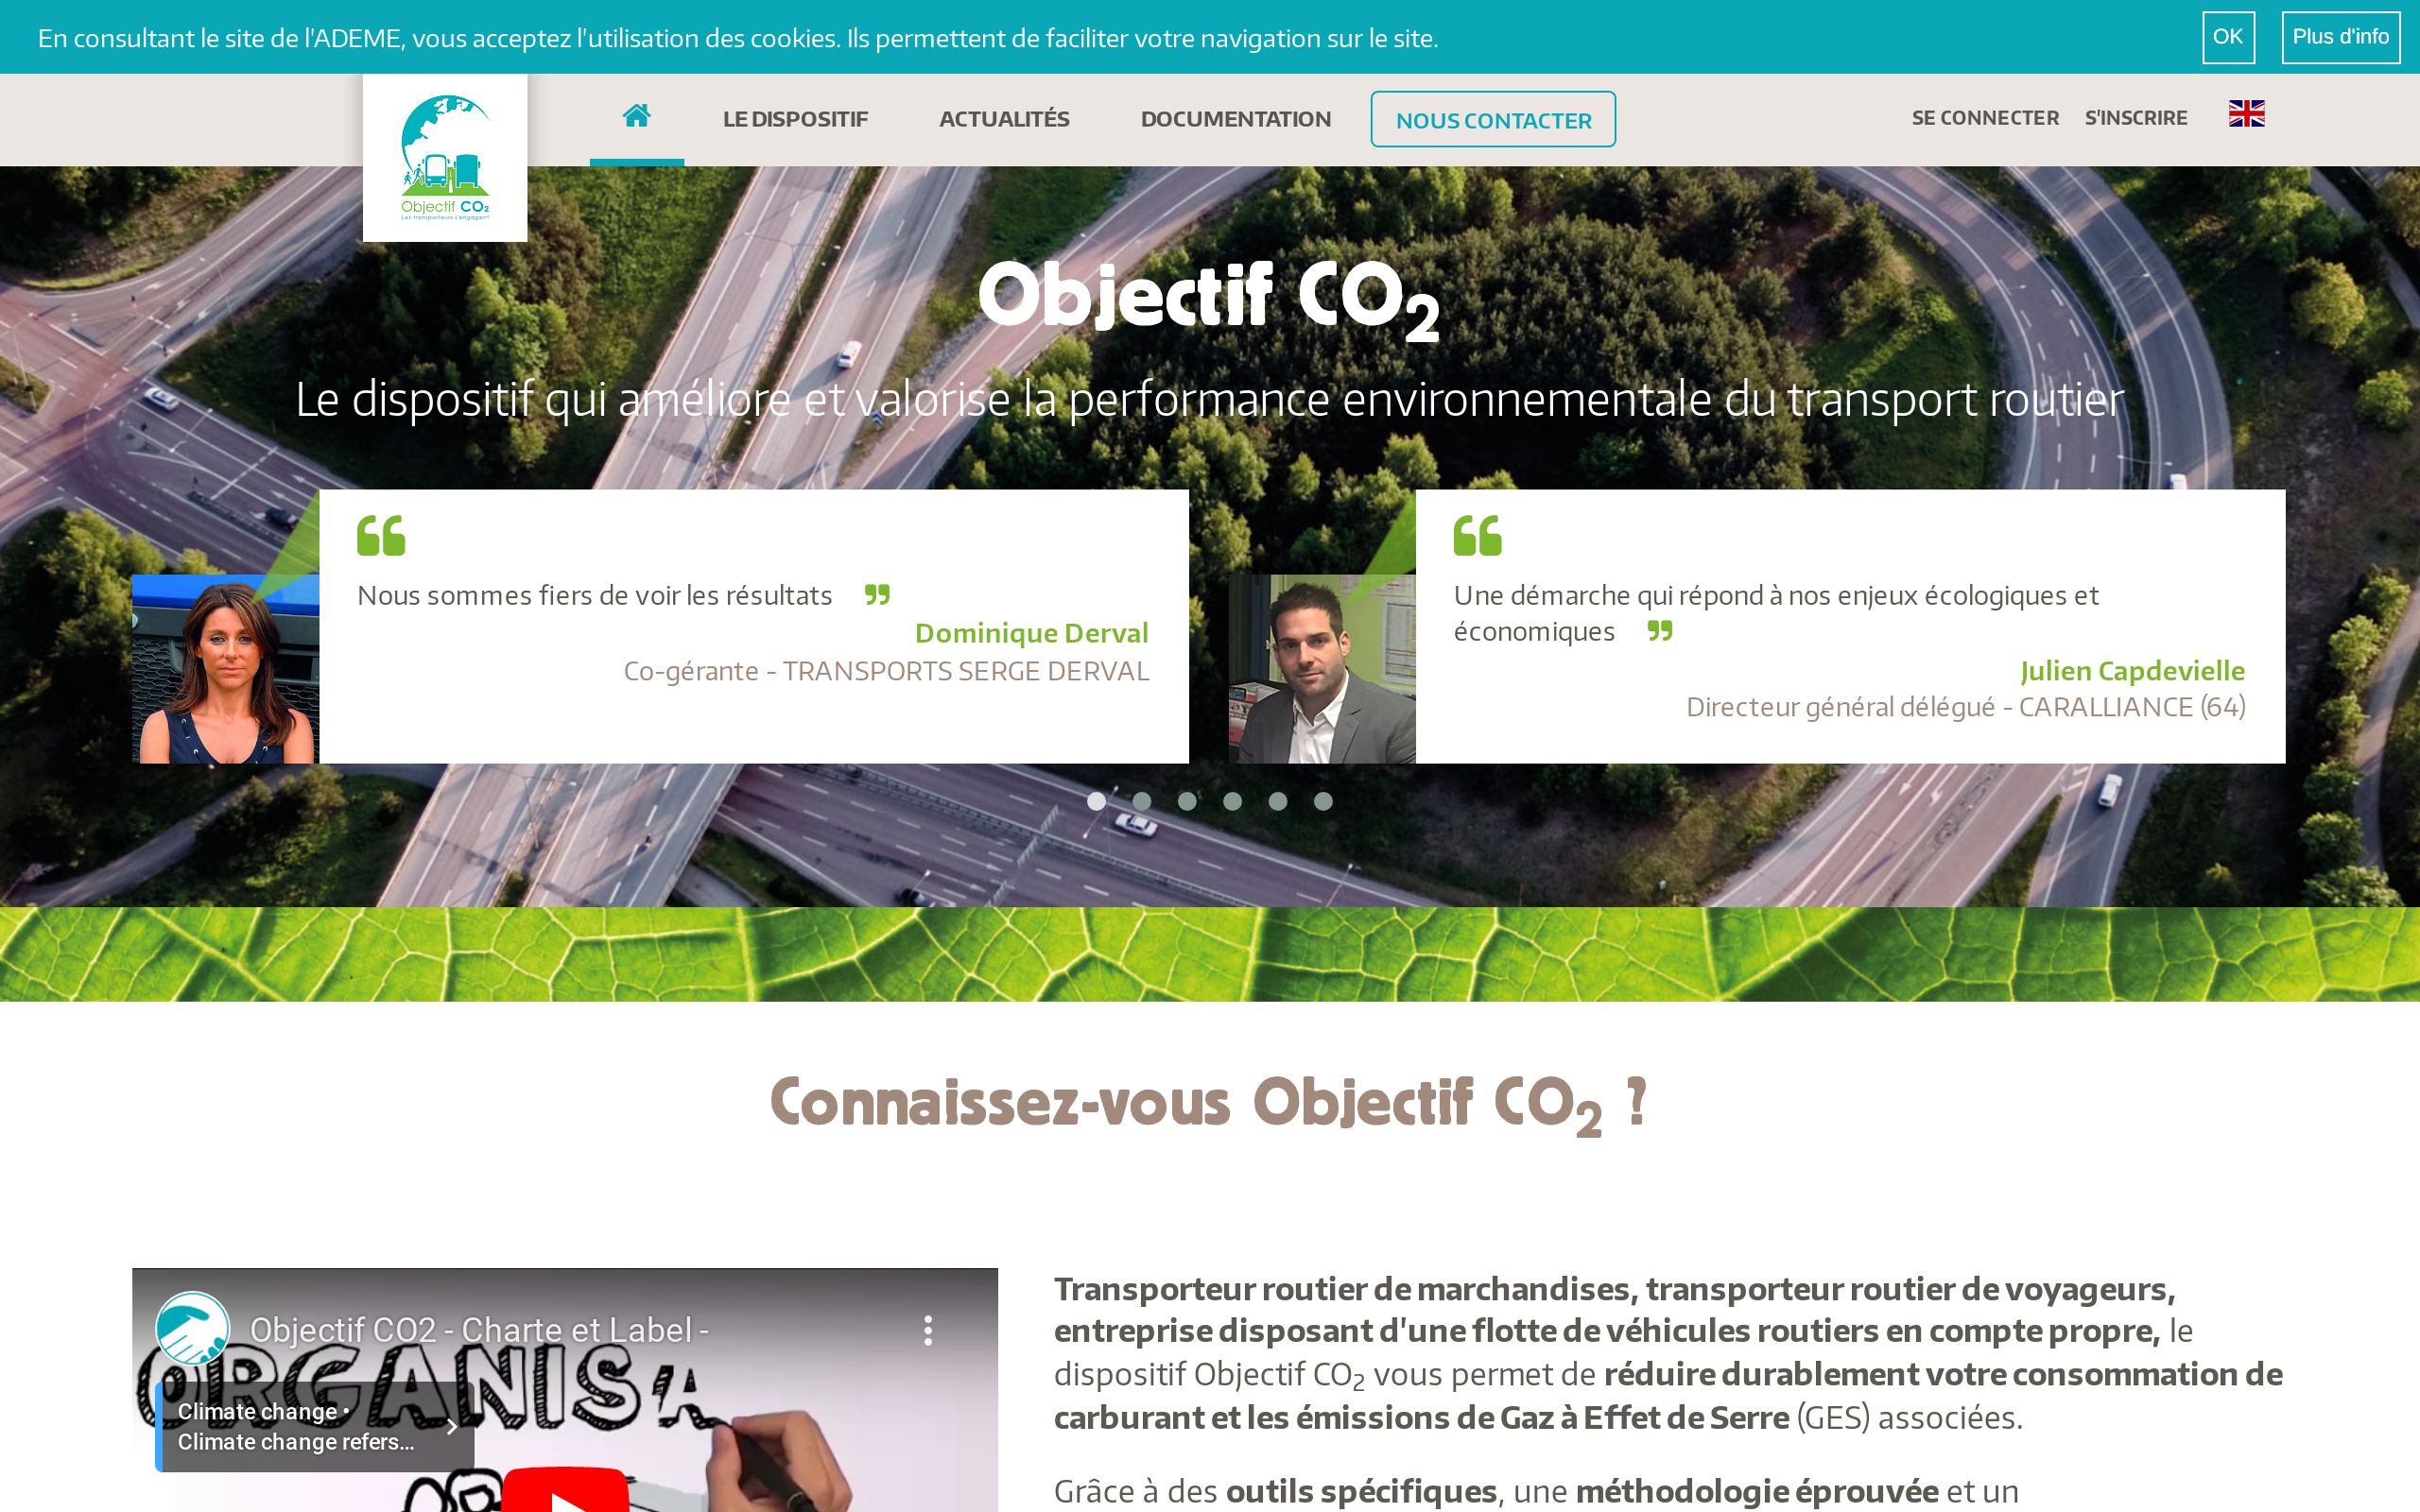 En consultant le site de l'ADEME, vous acceptez l'utilisation des cookies. Ils permettent de faciliter votre navigation sur le site.
OK
Plus d'info
Objectif CO₂
Les transporteurs s'engagent
LE DISPOSITIF
ACTUALITÉS
DOCUMENTATION
NOUS CONTACTER
SE CONNECTER
S'INSCRIRE
Objectif CO₂
Le dispositif qui améliore et valorise la performance environnementale du transport routier
“ Nous sommes fiers de voir les résultats ”
Dominique Derval
Co-gérante - TRANSPORTS SERGE DERVAL
“ Une démarche qui répond à nos enjeux écologiques et
économiques ”
Julien Capdevielle
Directeur général délégué - CARALLIANCE (64)
Connaissez-vous Objectif CO₂ ?
Objectif CO2 - Charte et Label -
ORGANISA
Climate change •
Climate change refers...
Transporteur routier de marchandises, transporteur routier de voyageurs,
entreprise disposant d'une flotte de véhicules routiers en compte propre, le
dispositif Objectif CO₂ vous permet de réduire durablement votre consommation de
carburant et les émissions de Gaz à Effet de Serre (GES) associées.
Grâce à des outils spécifiques, une méthodologie éprouvée et un